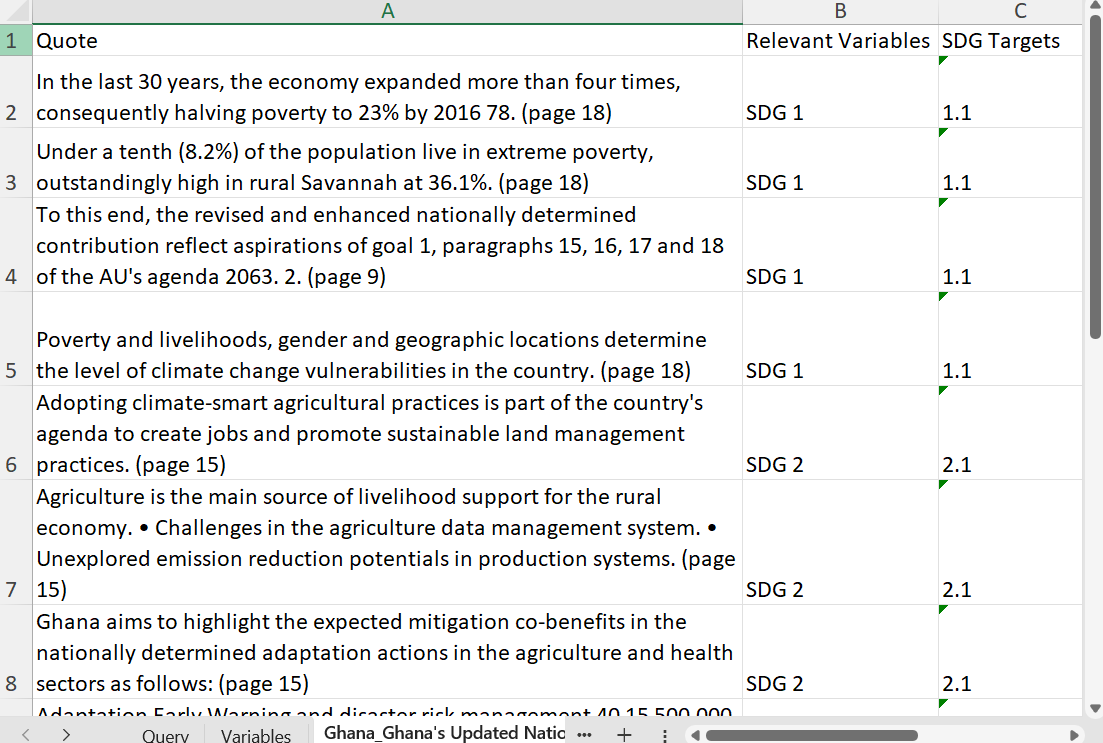 A B C
1 Quote Relevant Variables SDG Targets
In the last 30 years, the economy expanded more than four times,
2 consequently halving poverty to 23% by 2016 78. (page 18) SDG 1 1.1
Under a tenth (8.2%) of the population live in extreme poverty,
3 outstandingly high in rural Savannah at 36.1%. (page 18) SDG 1 1.1
To this end, the revised and enhanced nationally determined
contribution reflect aspirations of goal 1, paragraphs 15, 16, 17 and 18
4 of the AU's agenda 2063. 2. (page 9) SDG 1 1.1
Poverty and livelihoods, gender and geographic locations determine
5 the level of climate change vulnerabilities in the country. (page 18) SDG 1 1.1
Adopting climate-smart agricultural practices is part of the country's
agenda to create jobs and promote sustainable land management
6 practices. (page 15) SDG 2 2.1
Agriculture is the main source of livelihood support for the rural
economy. • Challenges in the agriculture data management system. •
Unexplored emission reduction potentials in production systems. (page
7 15) SDG 2 2.1
Ghana aims to highlight the expected mitigation co-benefits in the
nationally determined adaptation actions in the agriculture and health
8 sectors as follows: (page 15) SDG 2 2.1
Adaptation Early Warning and disaster risk management 40 15,500,000
Query Variables Ghana_Ghana's Updated Natio